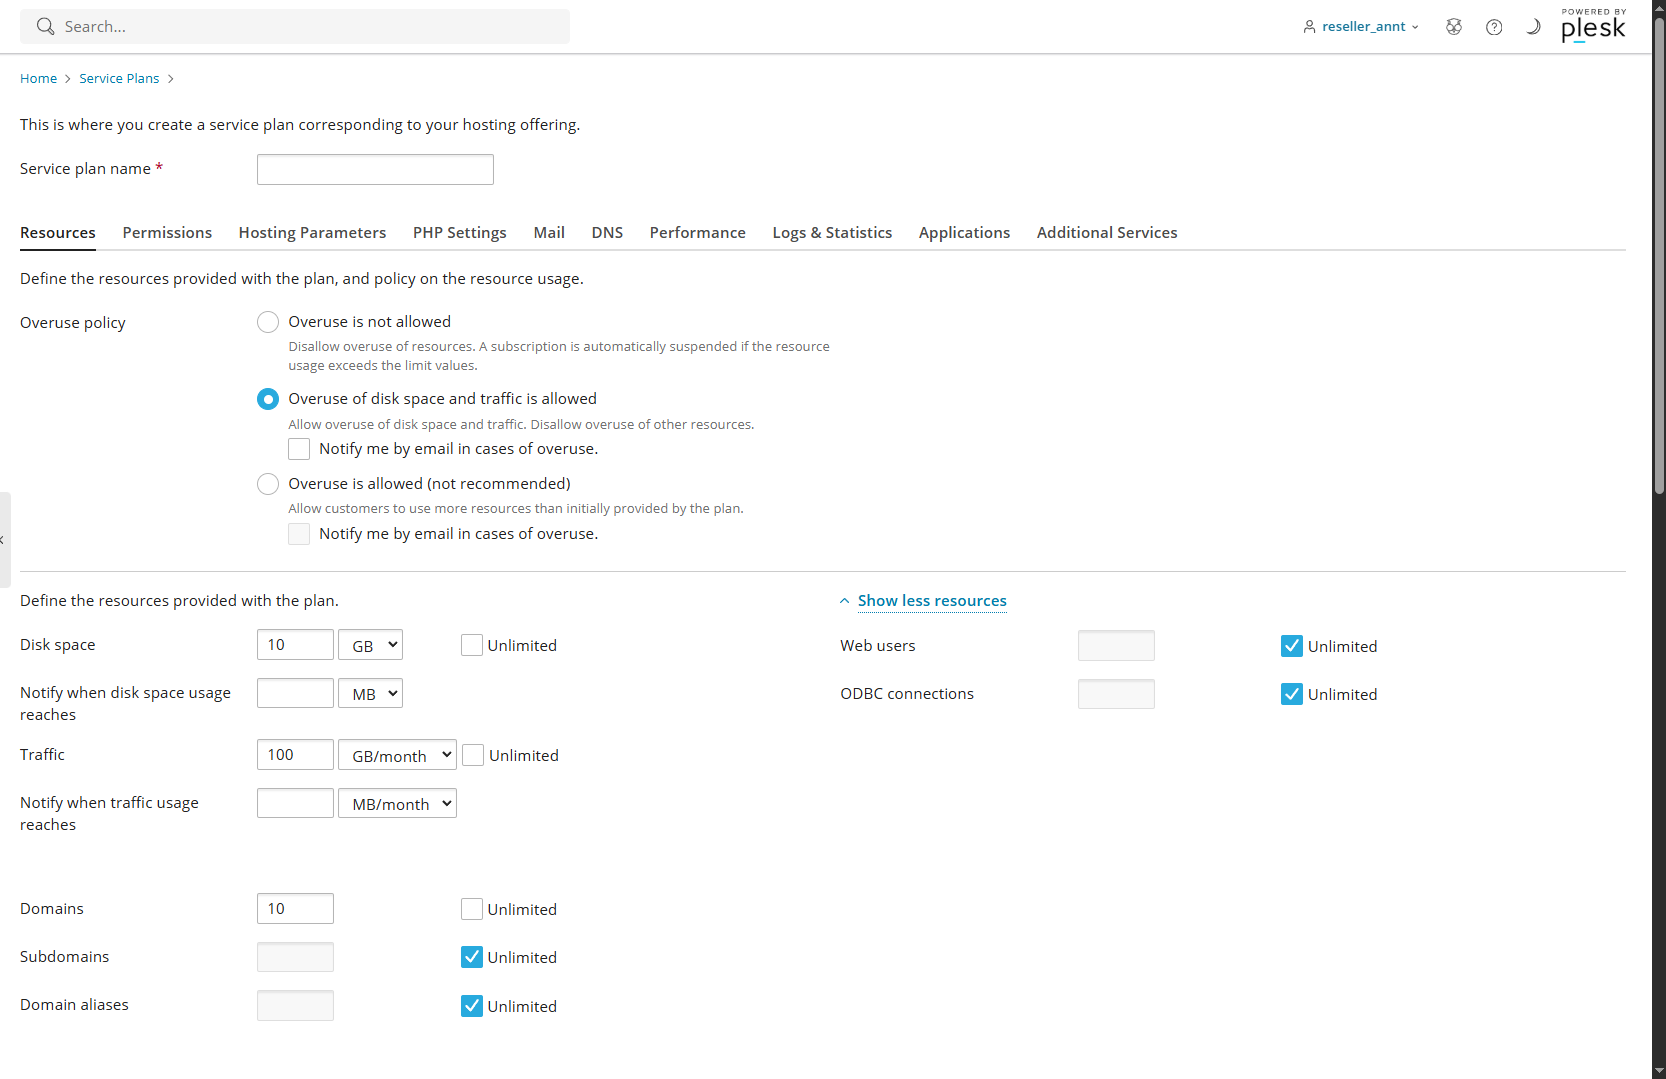 Search...
reseller_annt
POWERED BY
plesk
Home
Service Plans
This is where you create a service plan corresponding to your hosting offering.
Service plan name *
Resources Permissions Hosting Parameters PHP Settings Mail DNS Performance Logs & Statistics Applications Additional Services
Define the resources provided with the plan, and policy on the resource usage.
Overuse policy
Overuse is not allowed
Disallow overuse of resources. A subscription is automatically suspended if the resource
usage exceeds the limit values.
Overuse of disk space and traffic is allowed
Allow overuse of disk space and traffic. Disallow overuse of other resources.
Notify me by email in cases of overuse.
Overuse is allowed (not recommended)
Allow customers to use more resources than initially provided by the plan.
Notify me by email in cases of overuse.
Define the resources provided with the plan.
Disk space 10 GB Unlimited
Notify when disk space usage
reaches
MB
Traffic 100 GB/month Unlimited
Notify when traffic usage
reaches
MB/month
Domains 10 Unlimited
Subdomains Unlimited
Domain aliases Unlimited
Show less resources
Web users Unlimited
ODBC connections Unlimited